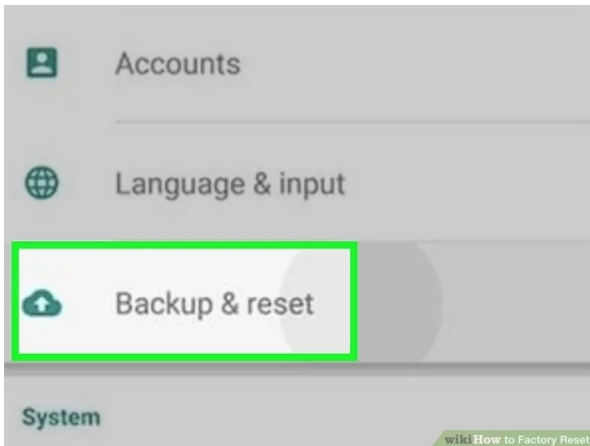 Accounts
Language & input
Backup & reset
System
wikiHow to Factory Reset